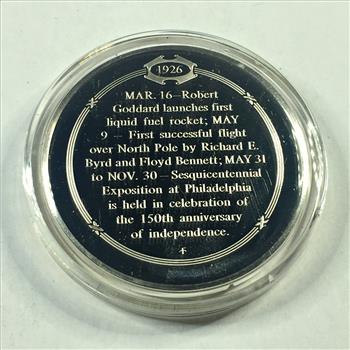 1926
MAR. 16—Robert
Goddard launches first
liquid fuel rocket; MAY
9 — First successful flight
over North Pole by Richard E.
Byrd and Floyd Bennett; MAY 31
to NOV. 30—Sesquicentennial
Exposition at Philadelphia
is held in celebration of
the 150th anniversary
of independence.